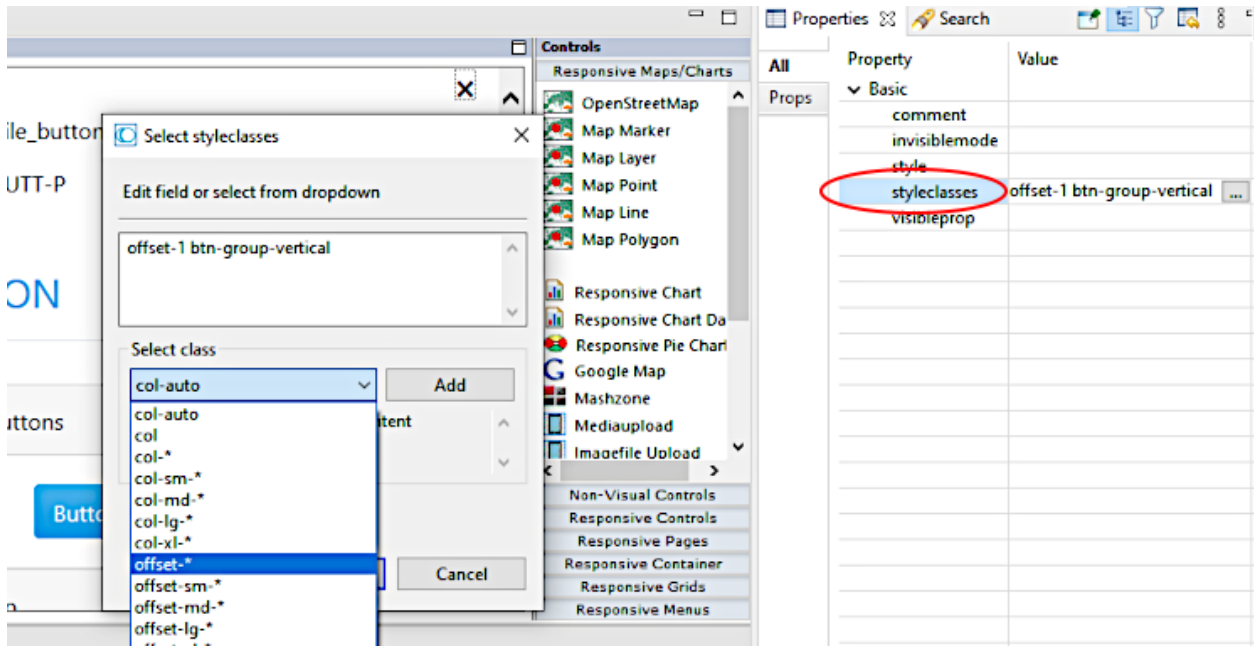 Properties
Search
Controls
Responsive Maps/Charts
OpenStreetMap
Map Marker
Map Layer
Map Point
Map Line
Map Polygon
Responsive Chart
Responsive Chart Da
Responsive Pie Chart
Google Map
Mashzone
Mediaupload
Imagefile Upload
Non-Visual Controls
Responsive Controls
Responsive Pages
Responsive Container
Responsive Grids
Responsive Menus
ile_button
UTT-P
ON
uttons
Butto
Select styleclasses
Edit field or select from dropdown
offset-1 btn-group-vertical
Select class
col-auto
Add
col-auto
col
col-*
col-sm-*
col-md-*
col-lg-*
col-xl-*
offset-*
offset-sm-*
offset-md-*
offset-lg-*
itent
Cancel
All
Props
Property Value
Basic
comment
invisiblemode
style
styleclasses offset-1 btn-group-vertical ...
visibleprop